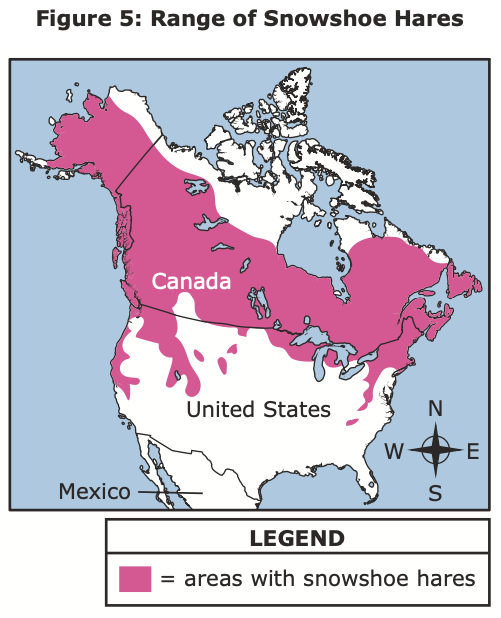 Figure 5: Range of Snowshoe Hares
Canada
United States
Mexico
N
W E
S
LEGEND
= areas with snowshoe hares